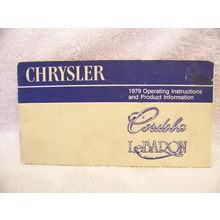 CHRYSLER
1979 Operating Instructions
and Product Information
Cordoba
LeBARON